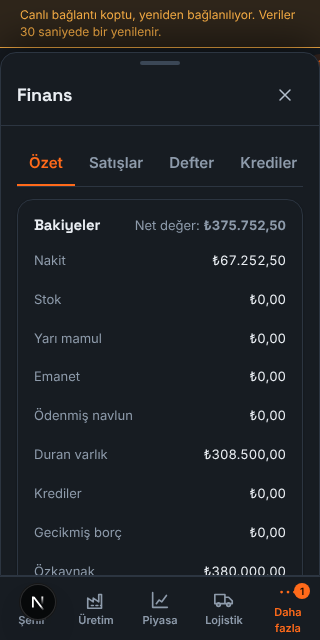 Canlı bağlantı koptu, yeniden bağlanılıyor. Veriler
30 saniyede bir yenilenir.
Finans
Özet Satışlar Defter Krediler
Bakiyeler Net değer: ₺375.752,50
Nakit ₺67.252,50
Stok ₺0,00
Yarı mamul ₺0,00
Emanet ₺0,00
Ödenmiş navlun ₺0,00
Duran varlık ₺308.500,00
Krediler ₺0,00
Gecikmiş borç ₺0,00
Özkaynak ₺380.000,00
N 1
Üretim Piyasa Lojistik Daha
fazla